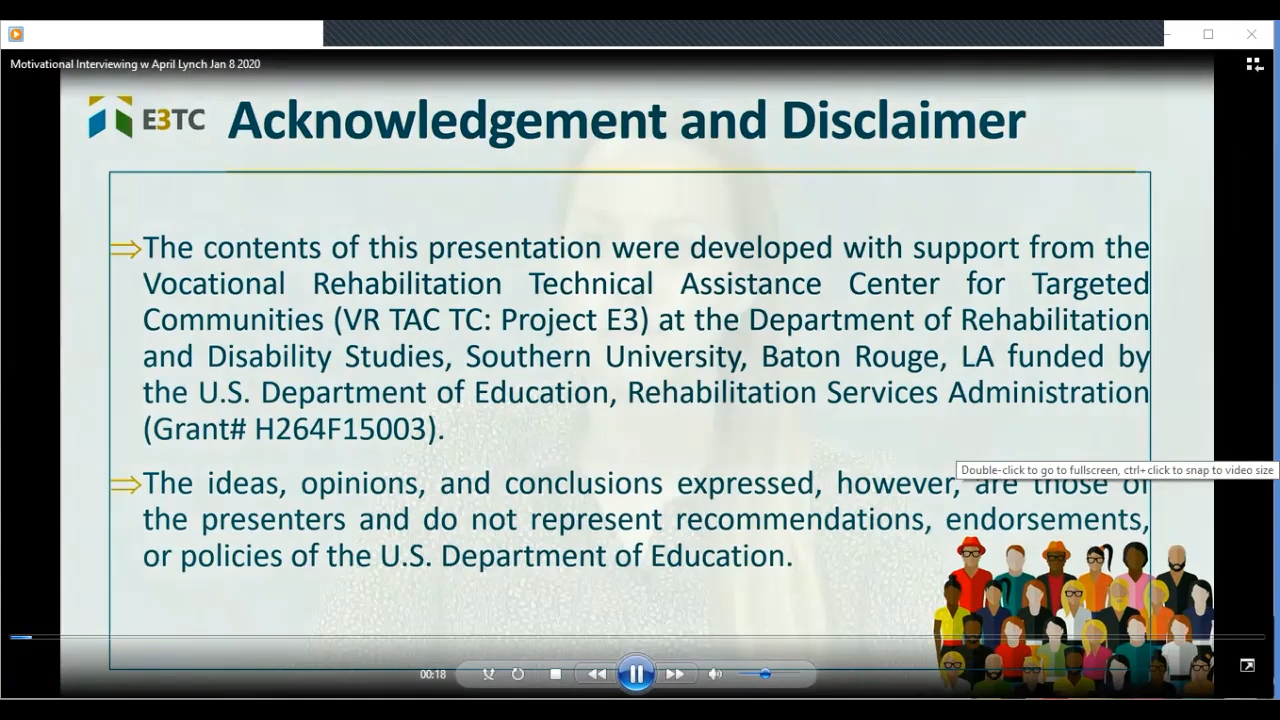 Motivational Interviewing w April Lynch Jan 8 2020
E3TC
Acknowledgement and Disclaimer
⇒The contents of this presentation were developed with support from the
Vocational Rehabilitation Technical Assistance Center for Targeted
Communities (VR TAC TC: Project E3) at the Department of Rehabilitation
and Disability Studies, Southern University, Baton Rouge, LA funded by
the U.S. Department of Education, Rehabilitation Services Administration
(Grant# H264F15003).
Double-click to go to fullscreen, ctrl+click to snap to video size
⇒The ideas, opinions, and conclusions expressed, however, are those of
the presenters and do not represent recommendations, endorsements,
or policies of the U.S. Department of Education.
00:18